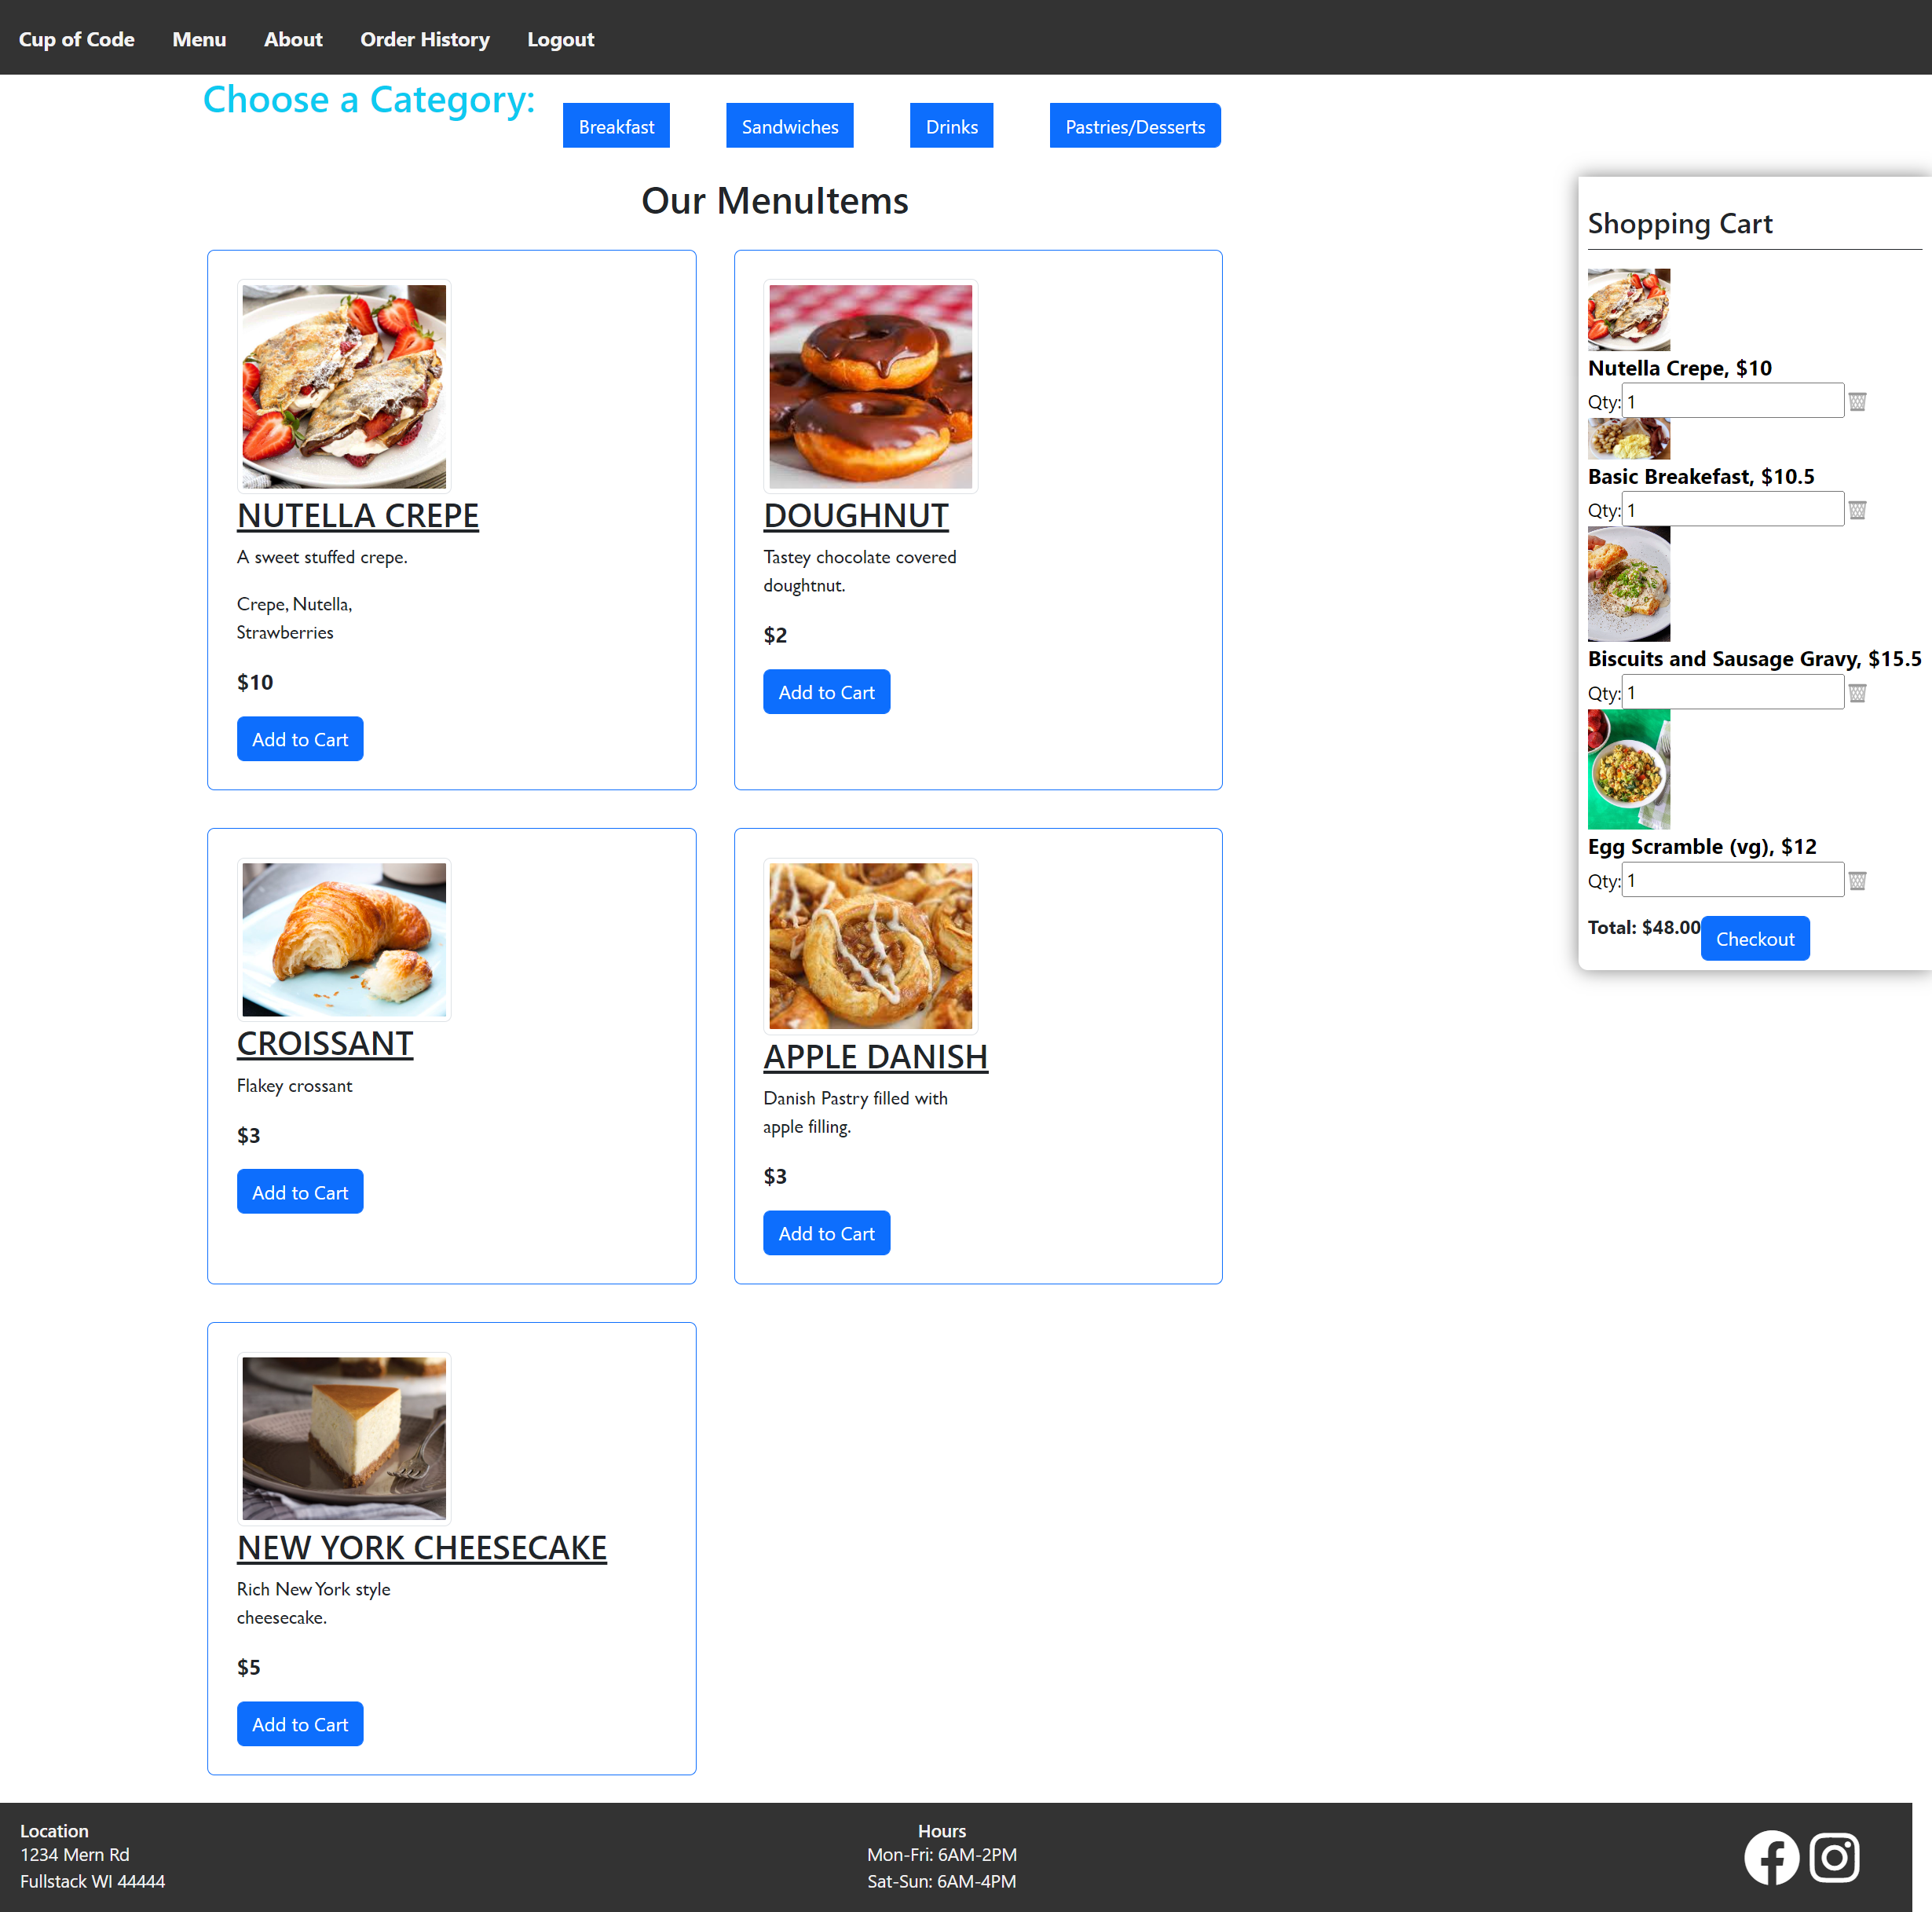 Cup of Code Menu About Order History Logout
Choose a Category: Breakfast Sandwiches Drinks Pastries/Desserts
Our MenuItems
NUTELLA CREPE
A sweet stuffed crepe.
Crepe, Nutella,
Strawberries
$10
Add to Cart
DOUGHNUT
Tastey chocolate covered
doughtnut.
$2
Add to Cart
CROISSANT
Flakey crossant
$3
Add to Cart
APPLE DANISH
Danish Pastry filled with
apple filling.
$3
Add to Cart
NEW YORK CHEESECAKE
Rich New York style
cheesecake.
$5
Add to Cart
Shopping Cart
Nutella Crepe, $10
Qty: 1
Basic Breakefast, $10.5
Qty: 1
Biscuits and Sausage Gravy, $15.5
Qty: 1
Egg Scramble (vg), $12
Qty: 1
Total: $48.00 Checkout
Location
1234 Mern Rd
Fullstack WI 44444
Hours
Mon-Fri: 6AM-2PM
Sat-Sun: 6AM-4PM